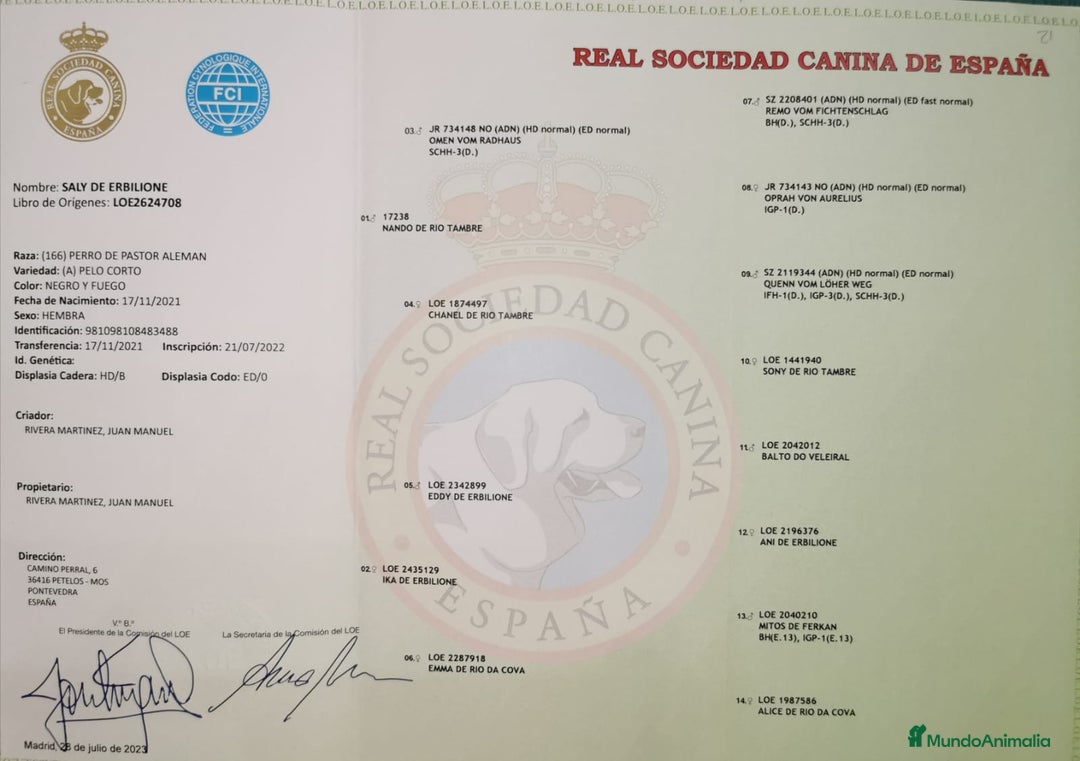 L.O.E.L.O.E.L.O.E.L.O.E.L.O.E.L.O.E.L.O.E.L.O.E.
REAL SOCIEDAD CANINA
ESPAÑA
FEDERATION CYNOLOGIQUE INTERNATIONALE
FCI
REAL SOCIEDAD CANINA DE ESPAÑA
Nombre: SALY DE ERBILIONE
Libro de Orígenes: LOE2624708
Raza: (166) PERRO DE PASTOR ALEMAN
Variedad: (A) PELO CORTO
Color: NEGRO Y FUEGO
Fecha de Nacimiento: 17/11/2021
Sexo: HEMBRA
Identificación: 981098108483488
Transferencia: 17/11/2021 Inscripción: 21/07/2022
Id. Genética:
Displasia Cadera: HD/B Displasia Codo: ED/0
Criador:
RIVERA MARTINEZ, JUAN MANUEL
Propietario:
RIVERA MARTINEZ, JUAN MANUEL
Dirección:
CAMINO PERRAL, 6
36416 PETELOS - MOS
PONTEVEDRA
ESPAÑA
V.º B.º
El Presidente de la Comisión del LOE
La Secretaria de la Comisión del LOE
Madrid, 28 de julio de 2023
01.♂ 17238
NANDO DE RIO TAMBRE
02.♀ LOE 2435129
IKA DE ERBILIONE
03.♂ JR 734148 NO (ADN) (HD normal) (ED normal)
OMEN VOM RADHAUS
SCHH-3(D.)
04.♀ LOE 1874497
CHANEL DE RIO TAMBRE
05.♂ LOE 2342899
EDDY DE ERBILIONE
06.♀ LOE 2287918
EMMA DE RIO DA COVA
07.♂ SZ 2208401 (ADN) (HD normal) (ED fast normal)
REMO VOM FICHTENSCHLAG
BH(D.), SCHH-3(D.)
08.♀ JR 734143 NO (ADN) (HD normal) (ED normal)
OPRAH VON AURELIUS
IGP-1(D.)
09.♂ SZ 2119344 (ADN) (HD normal) (ED normal)
QUENN VOM LÖHER WEG
IFH-1(D.), IGP-3(D.), SCHH-3(D.)
10.♀ LOE 1441940
SONY DE RIO TAMBRE
11.♂ LOE 2042012
BALTO DO VELEIRAL
12.♀ LOE 2196376
ANI DE ERBILIONE
13.♂ LOE 2040210
MITOS DE FERKAN
BH(E.13), IGP-1(E.13)
14.♀ LOE 1987586
ALICE DE RIO DA COVA
REAL SOCIEDAD CANINA
ESPAÑA
MundoAnimalia